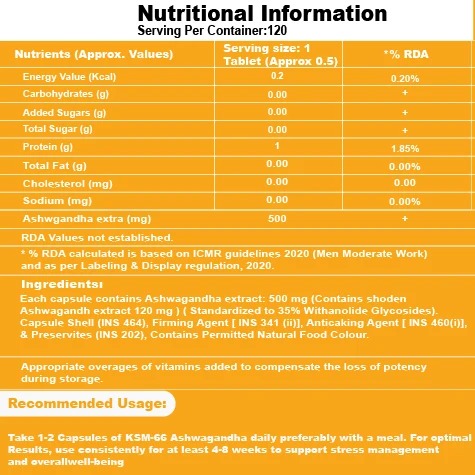 Nutritional Information
Serving Per Container:120
Nutrients (Approx. Values) Serving size: 1 Tablet (Approx 0.5) *% RDA
Energy Value (Kcal) 0.2 0.20%
Carbohydrates (g) 0.00 +
Added Sugars (g) 0.00 +
Total Sugar (g) 0.00 +
Protein (g) 1 1.85%
Total Fat (g) 0.00 0.00%
Cholesterol (mg) 0.00 0.00
Sodium (mg) 0.00 0.00%
Ashwgandha extra (mg) 500 +
RDA Values not established.
* % RDA calculated is based on ICMR guidelines 2020 (Men Moderate Work)
and as per Labeling & Display regulation, 2020.
Ingredients:
Each capsule contains Ashwagandha extract: 500 mg (Contains shoden
Ashwagandh extract 120 mg ) ( Standardized to 35% Withanolide Glycosides).
Capsule Shell (INS 464), Firming Agent [ INS 341 (ii)], Anticaking Agent [ INS 460(i)],
& Preservites (INS 202), Contains Permitted Natural Food Colour.
Appropriate overages of vitamins added to compensate the loss of potency
during storage.
Recommended Usage:
Take 1-2 Capsules of KSM-66 Ashwagandha daily preferably with a meal. For optimal
Results, use consistently for at least 4-8 weeks to support stress management
and overallwell-being